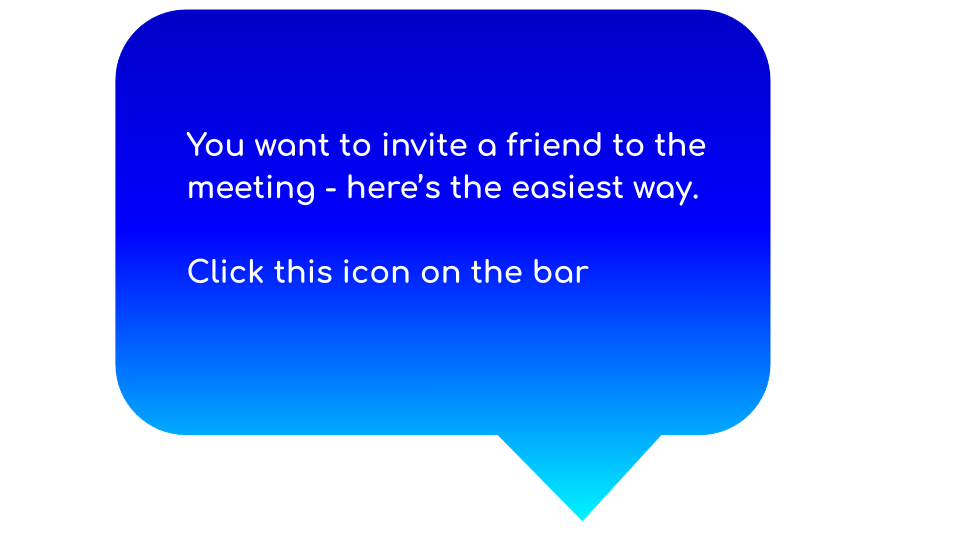 You want to invite a friend to the
meeting - here’s the easiest way.
Click this icon on the bar